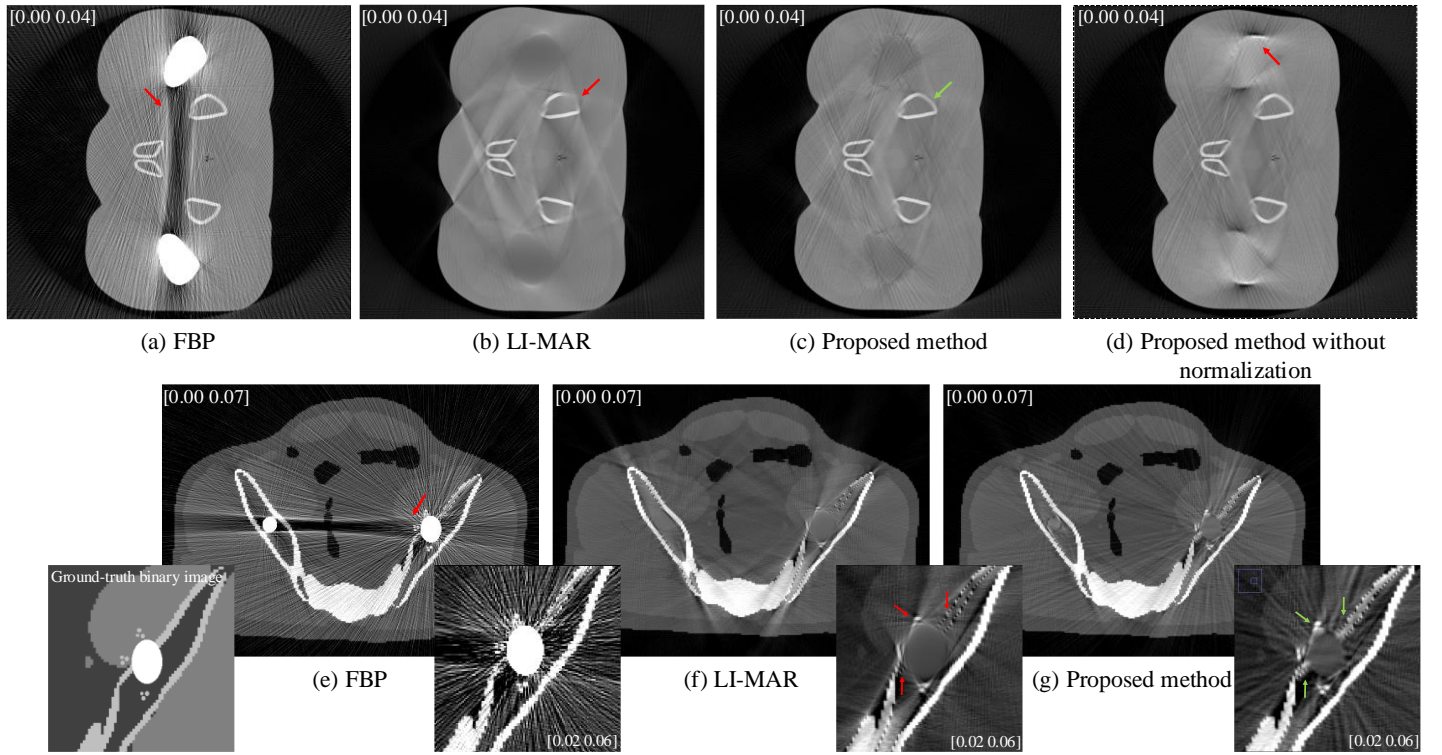 [0.00 0.04]
[0.00 0.04]
[0.00 0.04]
[0.00 0.04]
(a) FBP
(b) LI-MAR
(c) Proposed method
(d) Proposed method without
normalization
[0.00 0.07]
[0.00 0.07]
[0.00 0.07]
Ground-truth binary image
(e) FBP
(f) LI-MAR
(g) Proposed method
[0.02 0.06]
[0.02 0.06]
[0.02 0.06]